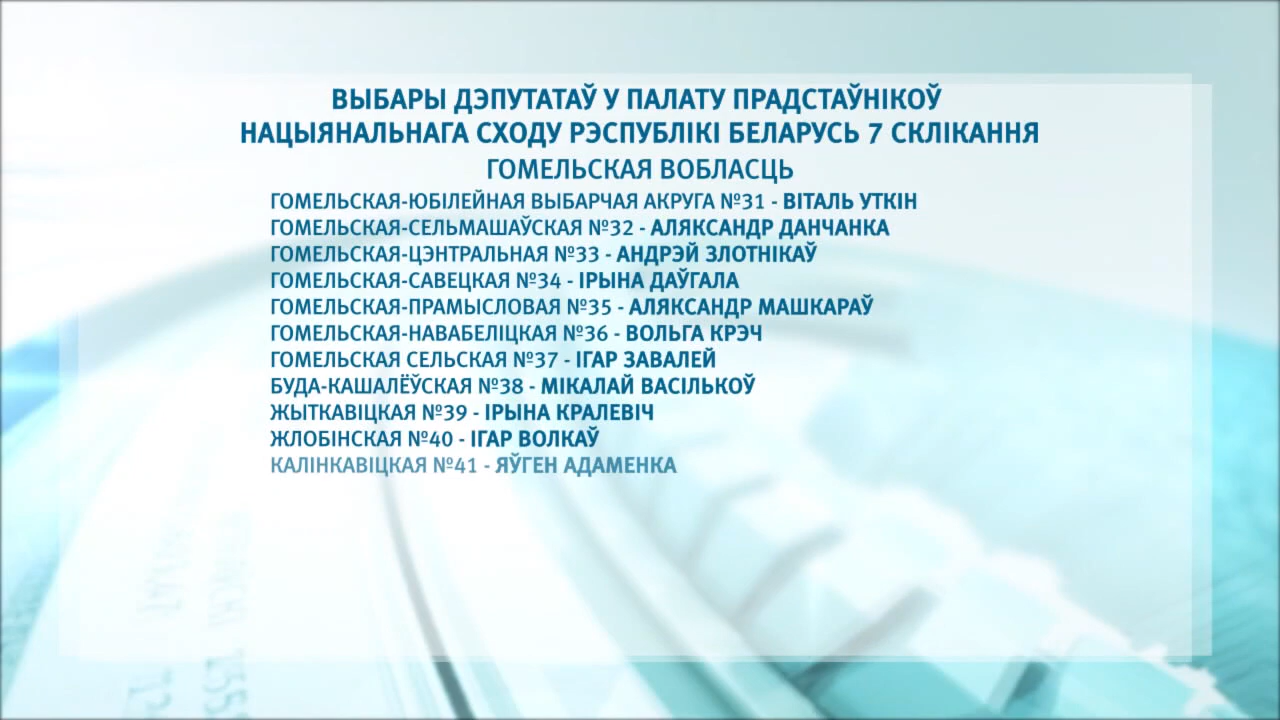 ВЫБАРЫ ДЭПУТАТАЎ У ПАЛАТУ ПРАДСТАЎНІКОЎ
НАЦЫЯНАЛЬНАГА СХОДУ РЭСПУБЛІКІ БЕЛАРУСЬ 7 СКЛІКАННЯ
ГОМЕЛЬСКАЯ ВОБЛАСЦЬ
ГОМЕЛЬСКАЯ-ЮБІЛЕЙНАЯ ВЫБАРЧАЯ АКРУГА №31 - ВІТАЛЬ УТКІН
ГОМЕЛЬСКАЯ-СЕЛЬМАШАЎСКАЯ №32 - АЛЯКСАНДР ДАНЧАНКА
ГОМЕЛЬСКАЯ-ЦЭНТРАЛЬНАЯ №33 - АНДРЭЙ ЗЛОТНІКАЎ
ГОМЕЛЬСКАЯ-САВЕЦКАЯ №34 - ІРЫНА ДАЎГАЛА
ГОМЕЛЬСКАЯ-ПРАМЫСЛОВАЯ №35 - АЛЯКСАНДР МАШКАРАЎ
ГОМЕЛЬСКАЯ-НАВАБЕЛІЦКАЯ №36 - ВОЛЬГА КРЭЧ
ГОМЕЛЬСКАЯ СЕЛЬСКАЯ №37 - ІГАР ЗАВАЛЕЙ
БУДА-КАШАЛЁЎСКАЯ №38 - МІКАЛАЙ ВАСІЛЬКОЎ
ЖЫТКАВІЦКАЯ №39 - ІРЫНА КРАЛЕВІЧ
ЖЛОБІНСКАЯ №40 - ІГАР ВОЛКАЎ
КАЛІНКАВІЦКАЯ №41 - ЯЎГЕН АДАМЕНКА